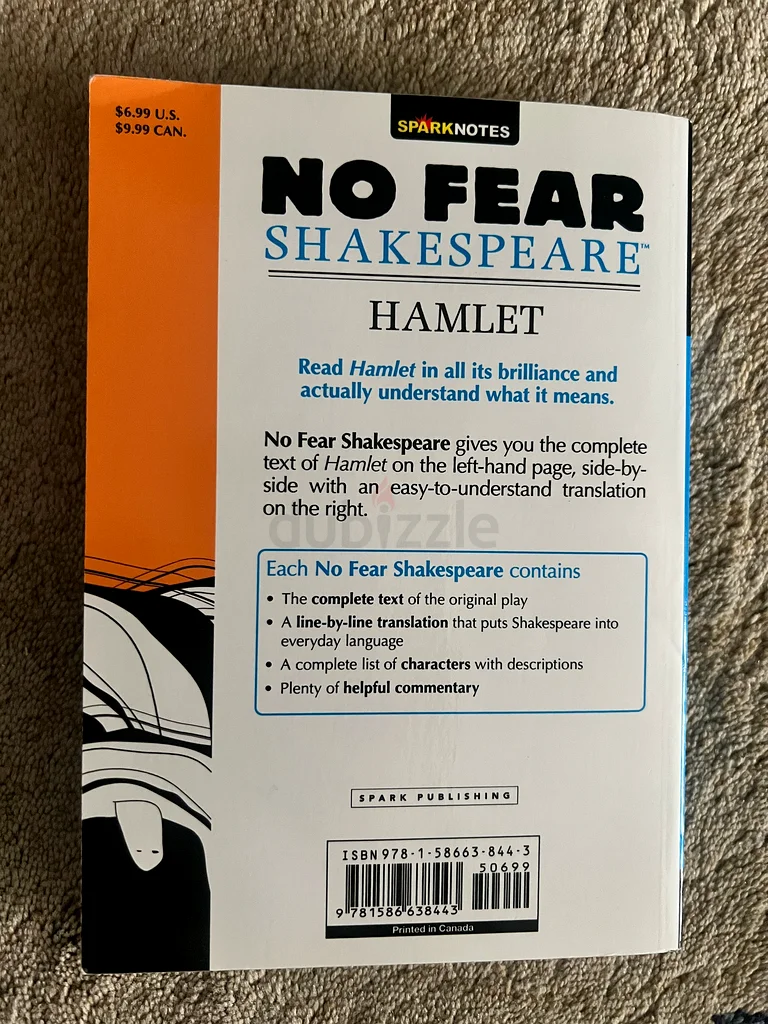 $6.99 U.S.
$9.99 CAN.
SPARKNOTES
NO FEAR
SHAKESPEARE™
HAMLET
Read Hamlet in all its brilliance and
actually understand what it means.
No Fear Shakespeare gives you the complete
text of Hamlet on the left-hand page, side-by-
side with an easy-to-understand translation
on the right.
dubizzle
Each No Fear Shakespeare contains
• The complete text of the original play
• A line-by-line translation that puts Shakespeare into
everyday language
• A complete list of characters with descriptions
• Plenty of helpful commentary
SPARK PUBLISHING
ISBN 978-1-58663-844-3
50699
9 781586 638443
Printed in Canada